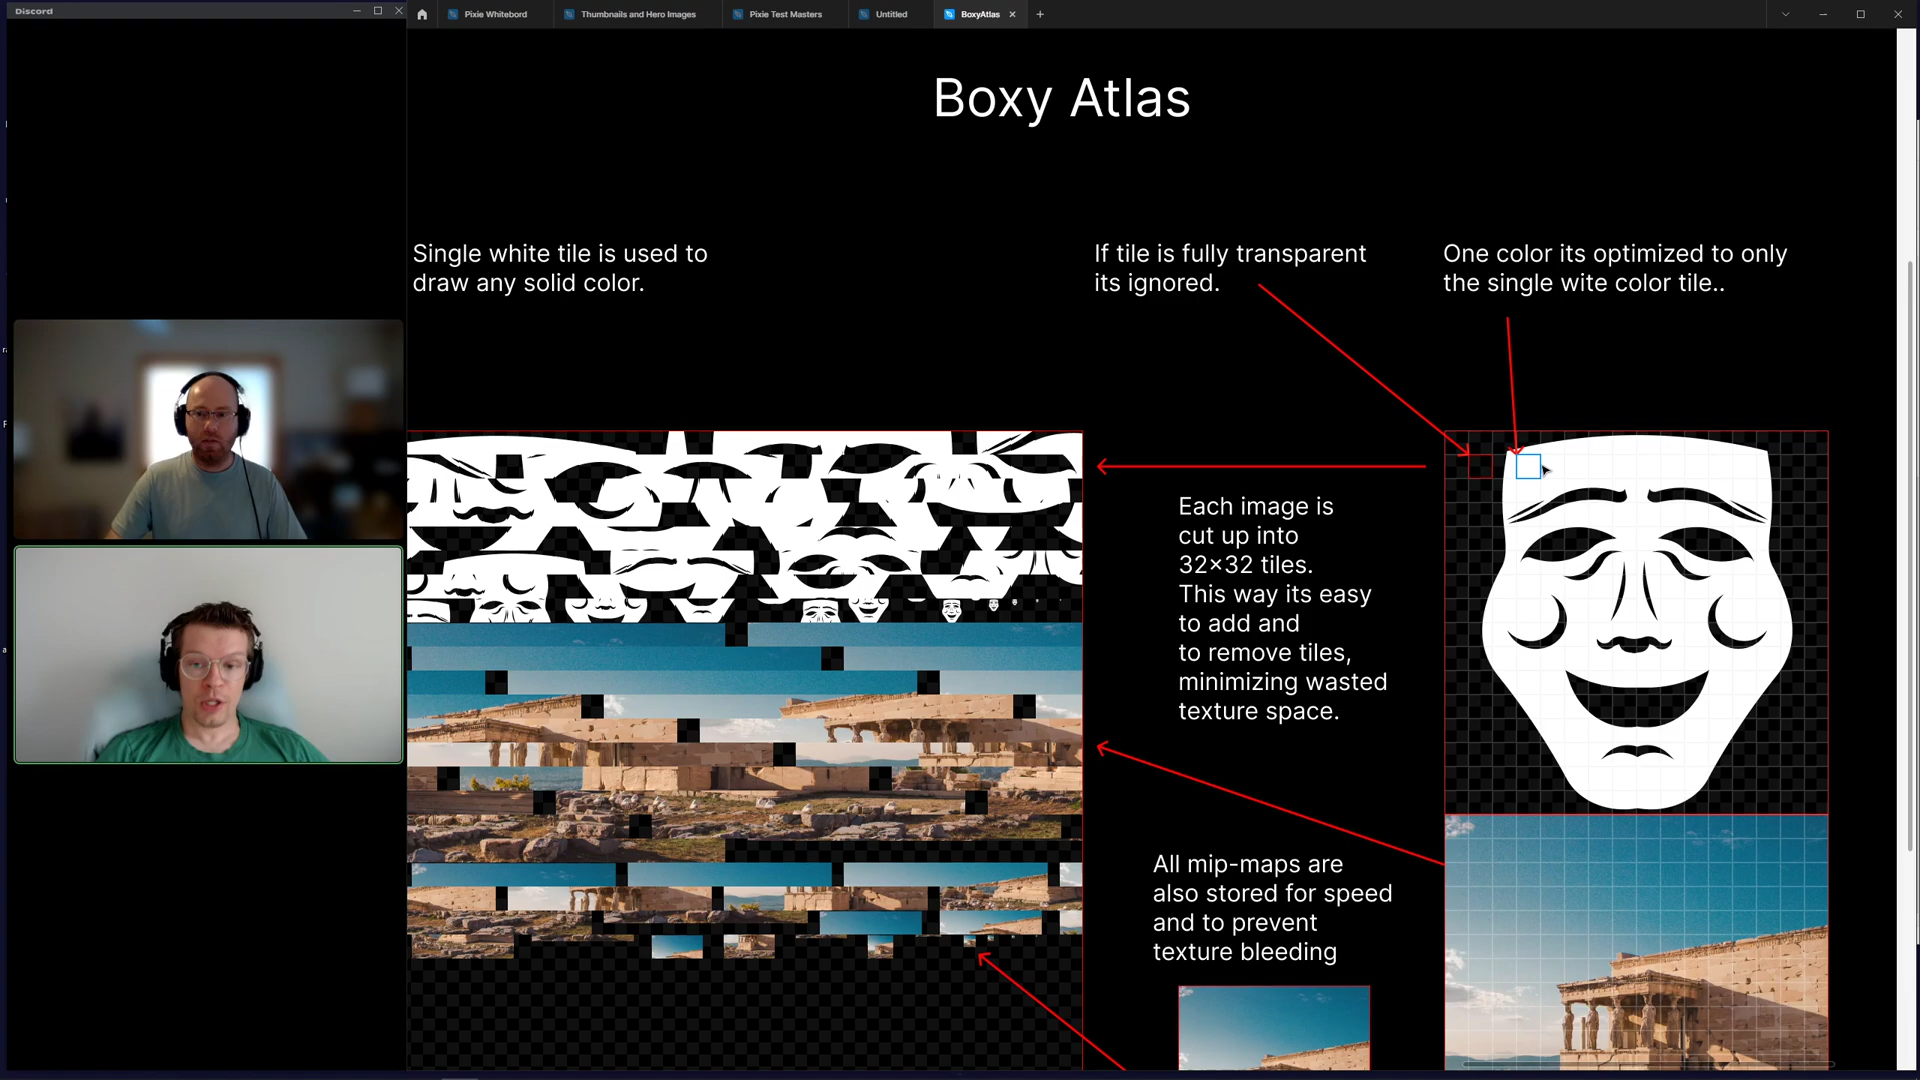 Discord
Pixie Whitebord
Thumbnails and Hero Images
Pixie Test Masters
Untitled
BoxyAtlas
Boxy Atlas
Single white tile is used to
draw any solid color.
If tile is fully transparent
its ignored.
One color its optimized to only
the single wite color tile..
Each image is
cut up into
32×32 tiles.
This way its easy
to add and
to remove tiles,
minimizing wasted
texture space.
All mip-maps are
also stored for speed
and to prevent
texture bleeding